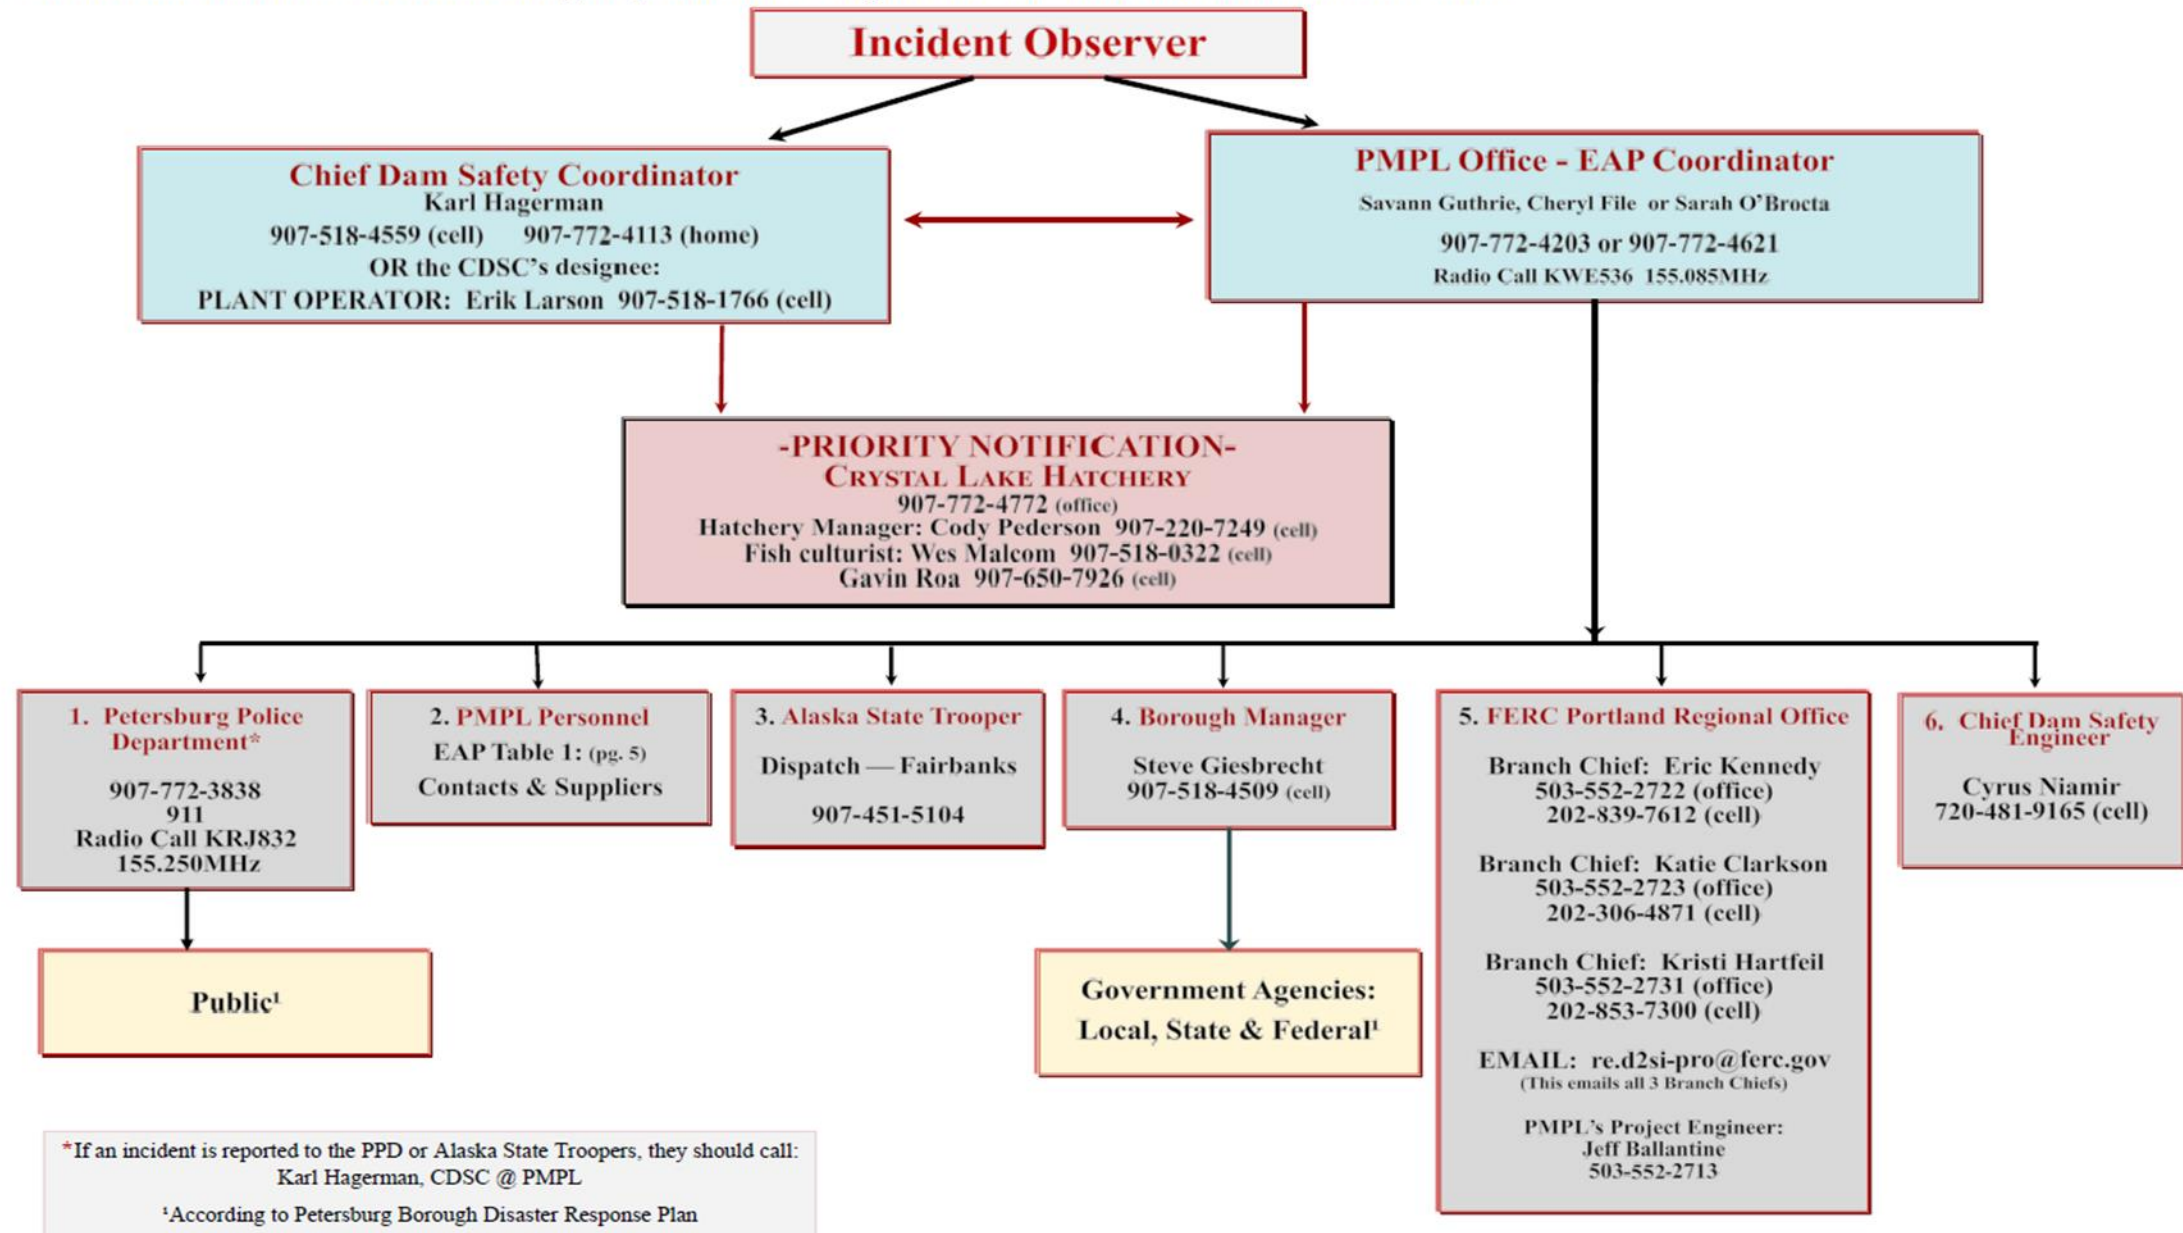 Incident Observer
Chief Dam Safety Coordinator
Karl Hagerman
907-518-4559 (cell) 907-772-4113 (home)
OR the CDSC's designee:
PLANT OPERATOR: Erik Larson 907-518-1766 (cell)
PMPL Office - EAP Coordinator
Savann Guthrie, Cheryl File or Sarah O'Brocta
907-772-4203 or 907-772-4621
Radio Call KWE536 155.085MHz
-PRIORITY NOTIFICATION-
CRYSTAL LAKE HATCHERY
907-772-4772 (office)
Hatchery Manager: Cody Pederson 907-220-7249 (cell)
Fish culturist: Wes Malcom 907-518-0322 (cell)
Gavin Roa 907-650-7926 (cell)
1. Petersburg Police
Department*
907-772-3838
911
Radio Call KRJ832
155.250MHz
2. PMPL Personnel
EAP Table 1: (pg. 5)
Contacts & Suppliers
3. Alaska State Trooper
Dispatch — Fairbanks
907-451-5104
4. Borough Manager
Steve Giesbrecht
907-518-4509 (cell)
5. FERC Portland Regional Office
Branch Chief: Eric Kennedy
503-552-2722 (office)
202-839-7612 (cell)
Branch Chief: Katie Clarkson
503-552-2723 (office)
202-306-4871 (cell)
Branch Chief: Kristi Hartfeil
503-552-2731 (office)
202-853-7300 (cell)
EMAIL: re.d2si-pro@ferc.gov
(This emails all 3 Branch Chiefs)
PMPL's Project Engineer:
Jeff Ballantine
503-552-2713
6. Chief Dam Safety
Engineer
Cyrus Niamir
720-481-9165 (cell)
Public¹
Government Agencies:
Local, State & Federal¹
*If an incident is reported to the PPD or Alaska State Troopers, they should call:
Karl Hagerman, CDSC @ PMPL
¹According to Petersburg Borough Disaster Response Plan